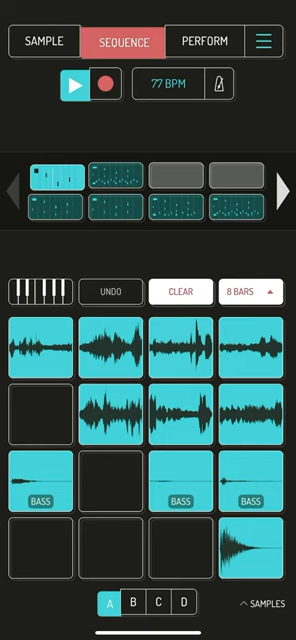 SAMPLE SEQUENCE PERFORM
77 BPM
UNDO CLEAR 8 BARS
BASS BASS BASS
A B C D SAMPLES